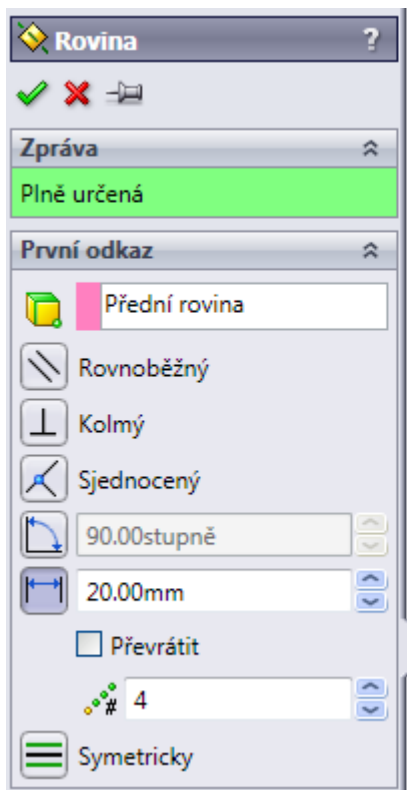 Rovina ?
Zpráva
Plně určená
První odkaz
Přední rovina
Rovnoběžný
Kolmý
Sjednocený
90.00stupně
20.00mm
Převrátit
# 4
Symetricky